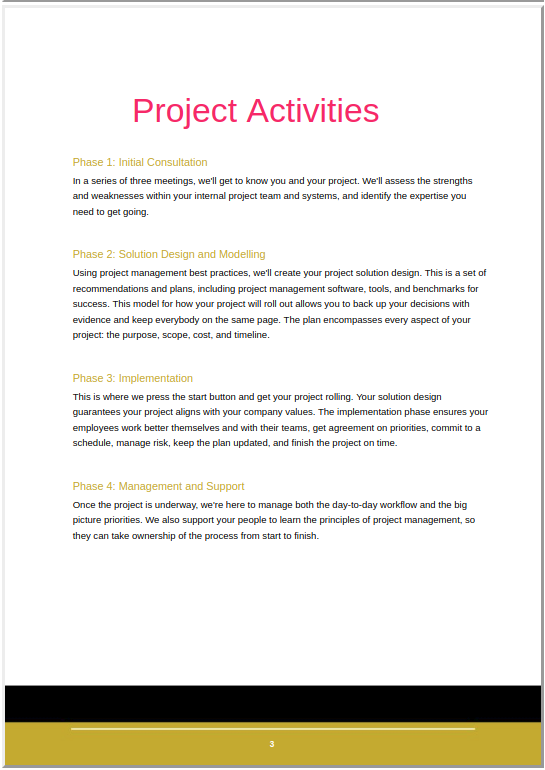 Project Activities
Phase 1: Initial Consultation
In a series of three meetings, we'll get to know you and your project. We'll assess the strengths
and weaknesses within your internal project team and systems, and identify the expertise you
need to get going.
Phase 2: Solution Design and Modelling
Using project management best practices, we'll create your project solution design. This is a set of
recommendations and plans, including project management software, tools, and benchmarks for
success. This model for how your project will roll out allows you to back up your decisions with
evidence and keep everybody on the same page. The plan encompasses every aspect of your
project: the purpose, scope, cost, and timeline.
Phase 3: Implementation
This is where we press the start button and get your project rolling. Your solution design
guarantees your project aligns with your company values. The implementation phase ensures your
employees work better themselves and with their teams, get agreement on priorities, commit to a
schedule, manage risk, keep the plan updated, and finish the project on time.
Phase 4: Management and Support
Once the project is underway, we're here to manage both the day-to-day workflow and the big
picture priorities. We also support your people to learn the principles of project management, so
they can take ownership of the process from start to finish.
3